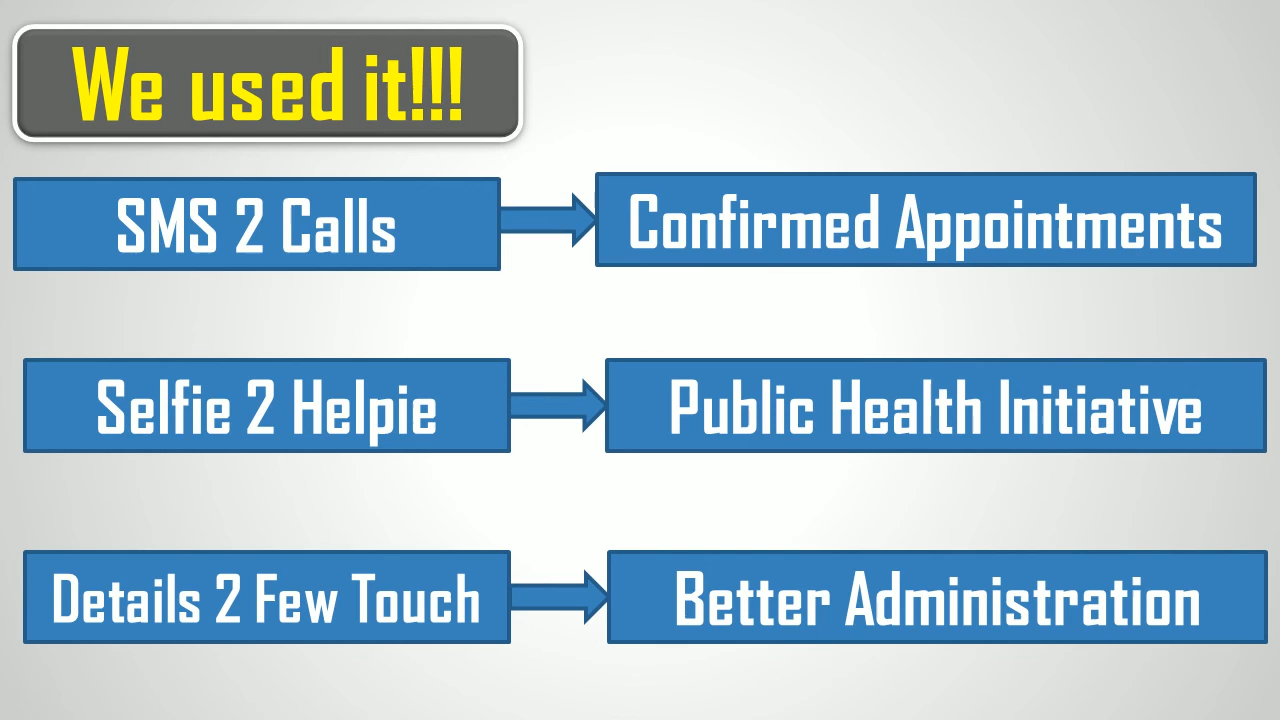 We used it!!!
SMS 2 Calls
Confirmed Appointments
Selfie 2 Helpie
Public Health Initiative
Details 2 Few Touch
Better Administration